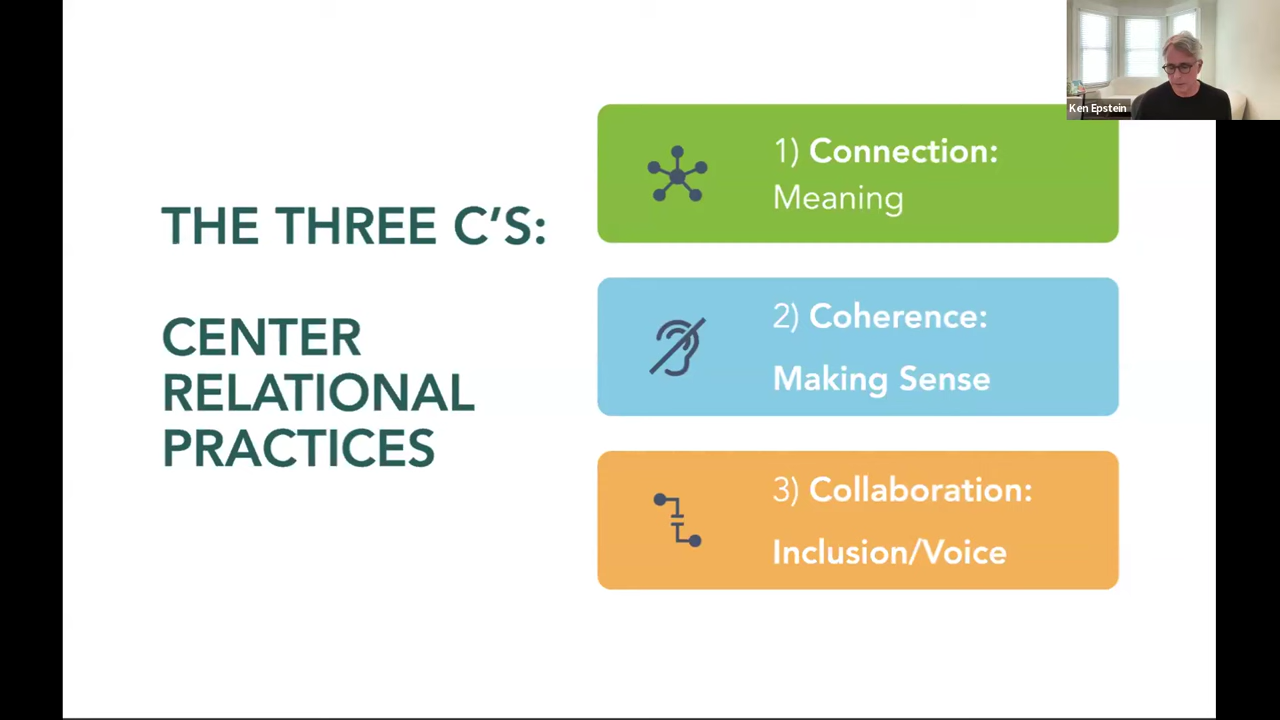 THE THREE C'S:
CENTER
RELATIONAL
PRACTICES
1) Connection:
Meaning
2) Coherence:
Making Sense
3) Collaboration:
Inclusion/Voice
Ken Epstein